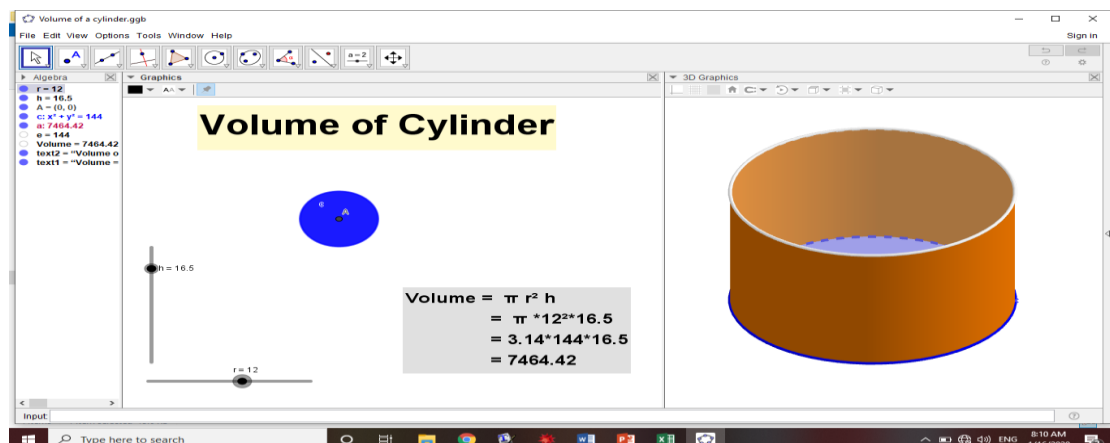 Volume of a cylinder.ggb
File Edit View Options Tools Window Help
Sign in
A
a=2
Algebra
Graphics
3D Graphics
r = 12
h = 16.5
A = (0, 0)
c: x² + y² = 144
a: 7464.42
e = 144
Volume = 7464.42
text2 = "Volume o
text1 = "Volume =
Volume of Cylinder
c
A
h = 16.5
Volume = π r² h
= π *12²*16.5
= 3.14*144*16.5
= 7464.42
r = 12
Input:
Type here to search
ENG
8:10 AM